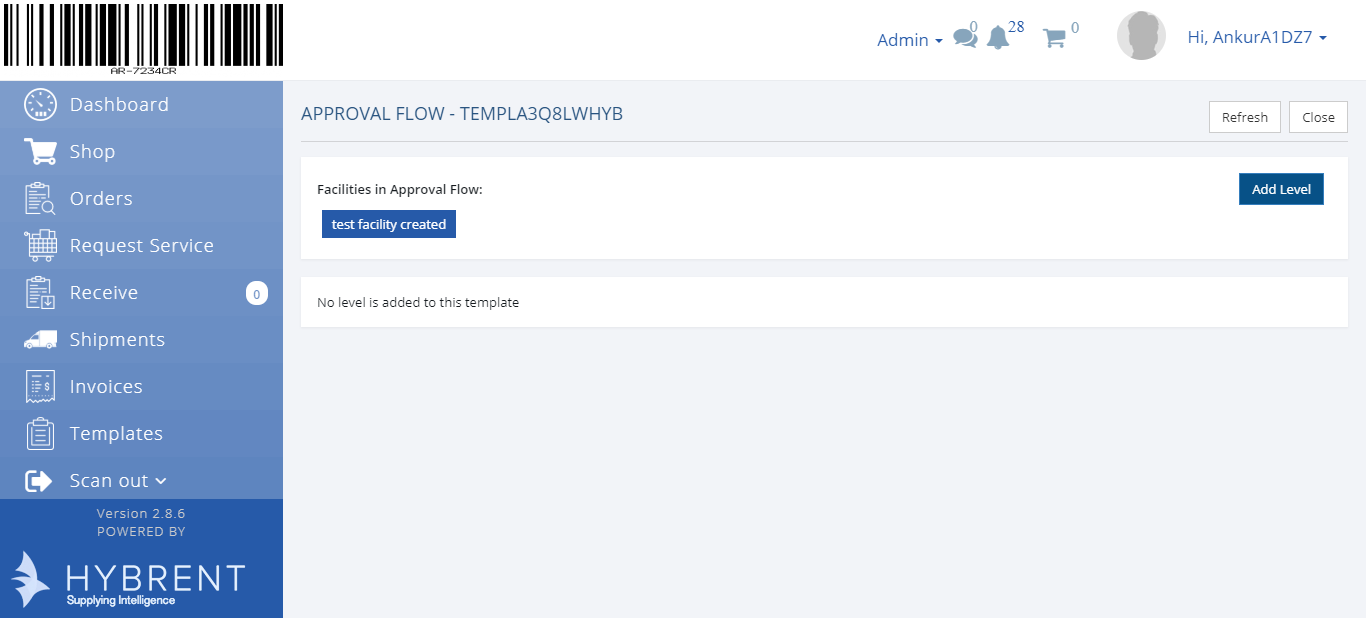 AR-7234CR
Admin
0
28
0
Hi, AnkurA1DZ7
Dashboard
Shop
Orders
Request Service
Receive 0
Shipments
Invoices
Templates
Scan out
Version 2.8.6
POWERED BY
HYBRENT
Supplying Intelligence
APPROVAL FLOW - TEMPLA3Q8LWHYB
Refresh
Close
Facilities in Approval Flow:
Add Level
test facility created
No level is added to this template